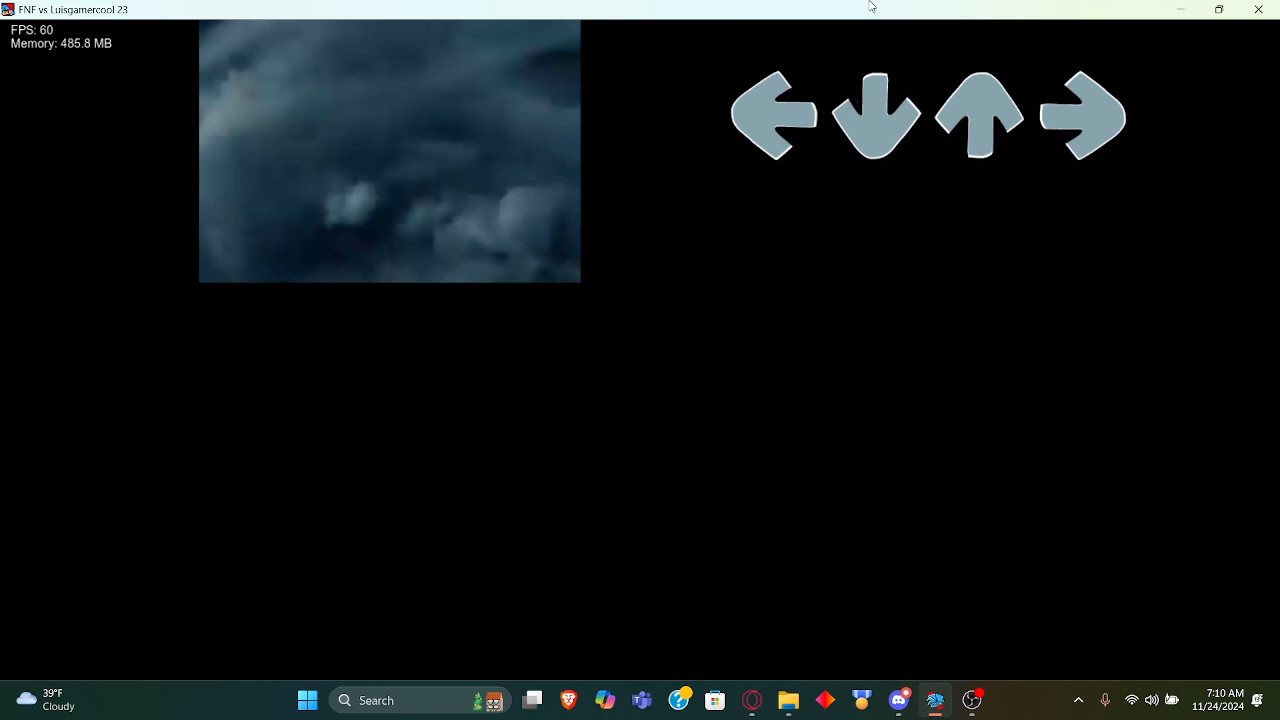 FNF vs Luisgamercool 23
FPS: 60
Memory: 485.8 MB
39°F
Cloudy
Search
7:10 AM
11/24/2024